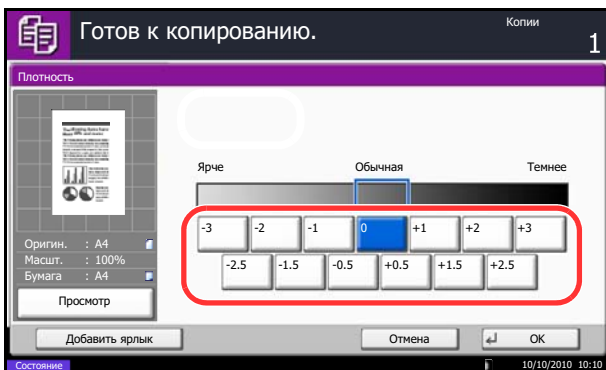 Готов к копированию.
Копии
1
Плотность
Ярче Обычная Темнее
-3 -2 -1 0 +1 +2 +3
-2.5 -1.5 -0.5 +0.5 +1.5 +2.5
Оригин. : A4
Масшт. : 100%
Бумага : A4
Просмотр
Добавить ярлык Отмена OK
Состояние 10/10/2010 10:10